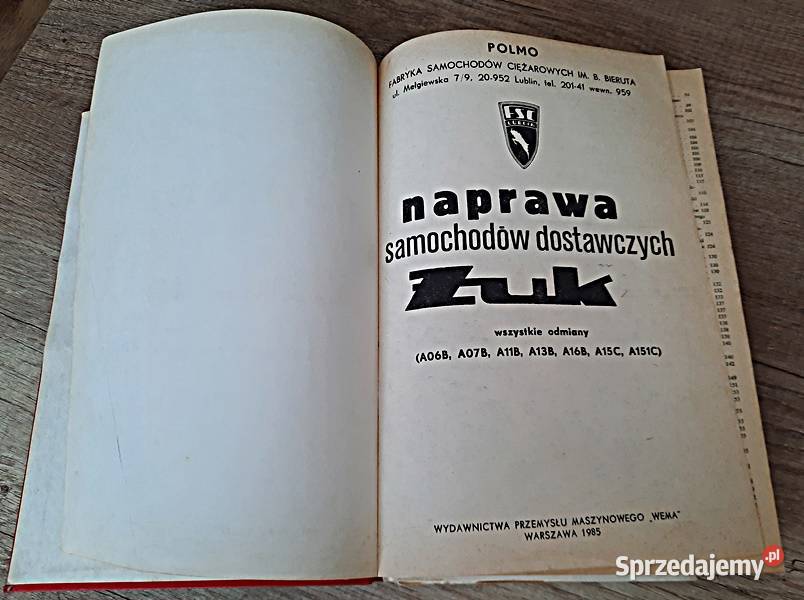 POLMO
FABRYKA SAMOCHODÓW CIĘŻAROWYCH IM. B. BIERUTA
ul. Mełgiewska 7/9, 20-952 Lublin, tel. 201-41 wewn. 959
FSC
LUBLIN
naprawa
samochodów dostawczych
Żuk
wszystkie odmiany
(A06B, A07B, A11B, A13B, A16B, A15C, A151C)
WYDAWNICTWA PRZEMYSŁU MASZYNOWEGO „WEMA"
WARSZAWA 1985
Sprzedajemy.pl